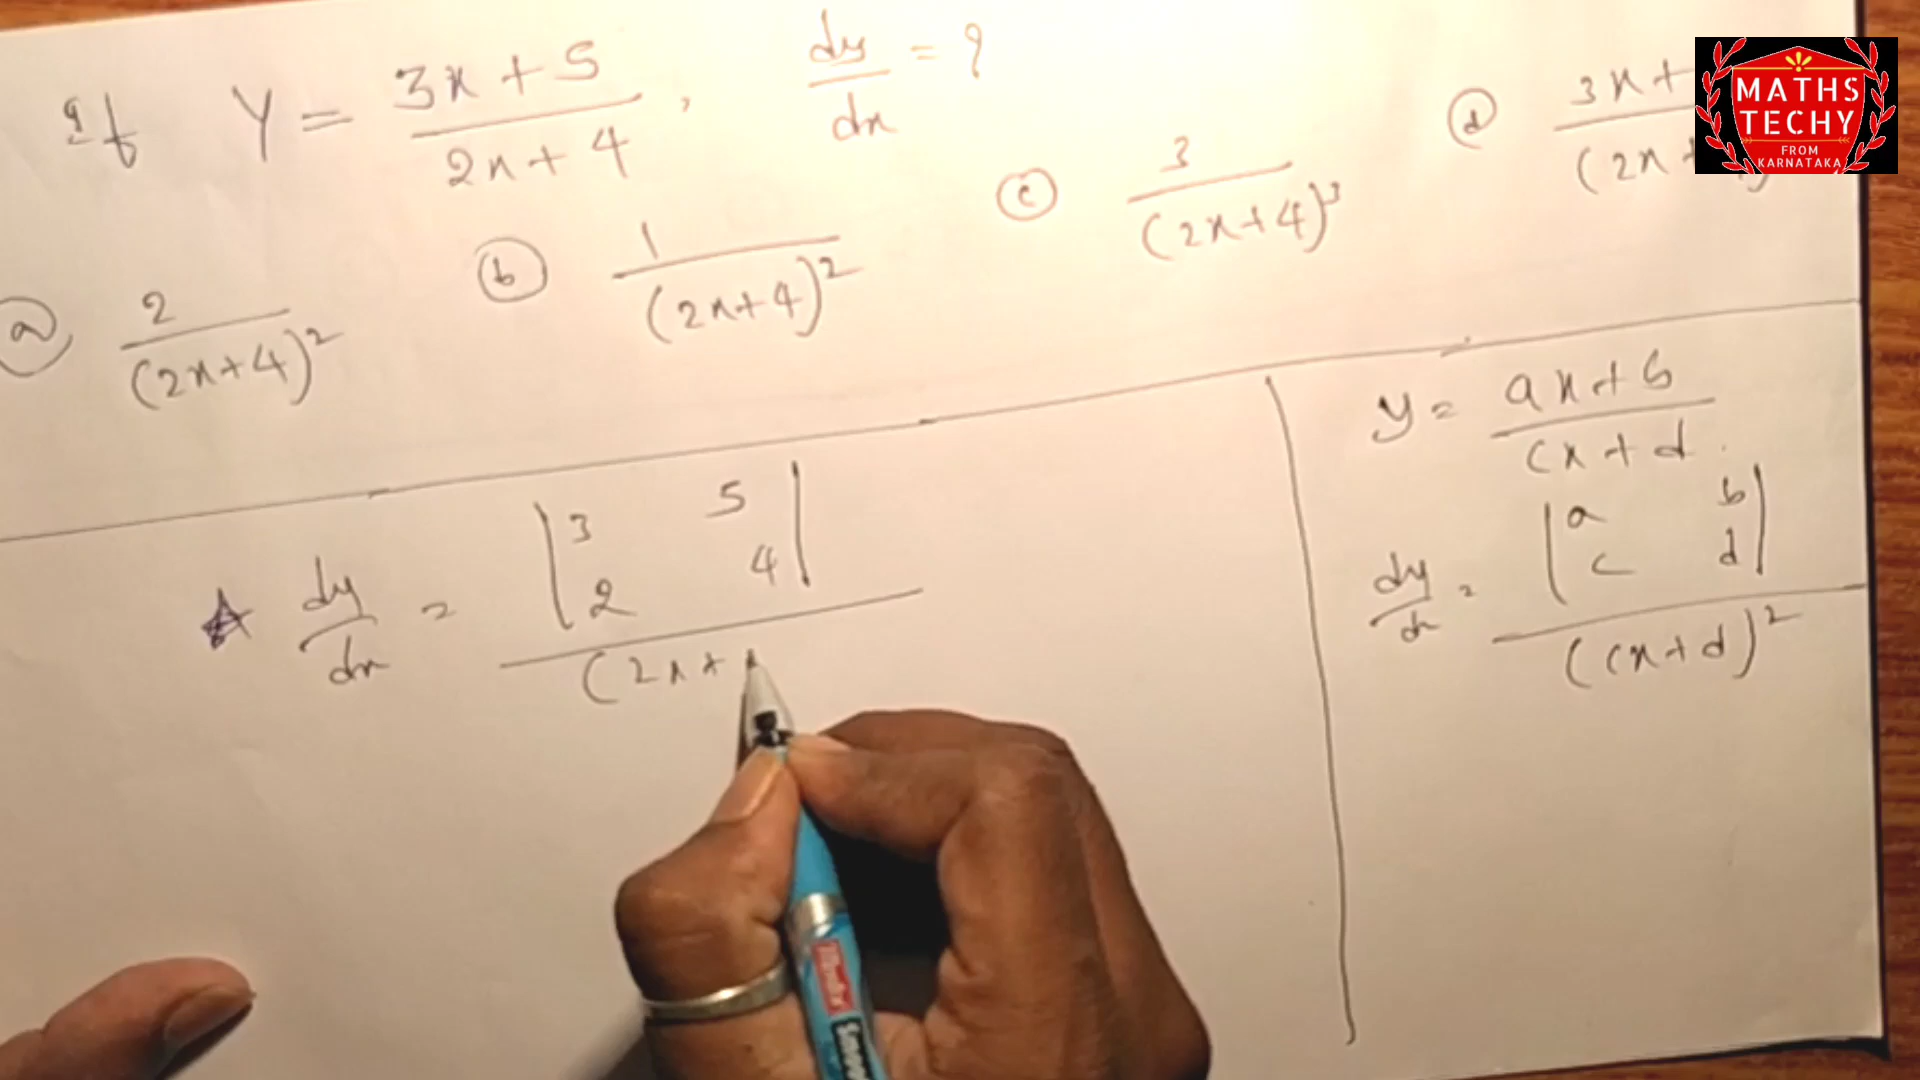 If Y = 3x + 5 / 2x + 4 , dy/dx = ?
(a) 2 / (2x+4)^2 (b) 1 / (2x+4)^2 (c) 3 / (2x+4)^3 (d) 3x + / (2x +
y = ax + b / cx + d .
dy/dx = | a b | | c d | / (cx+d)^2
☆ dy/dx = | 3 5 | | 2 4 | / (2x +
MATHS
TECHY
FROM
KARNATAKA